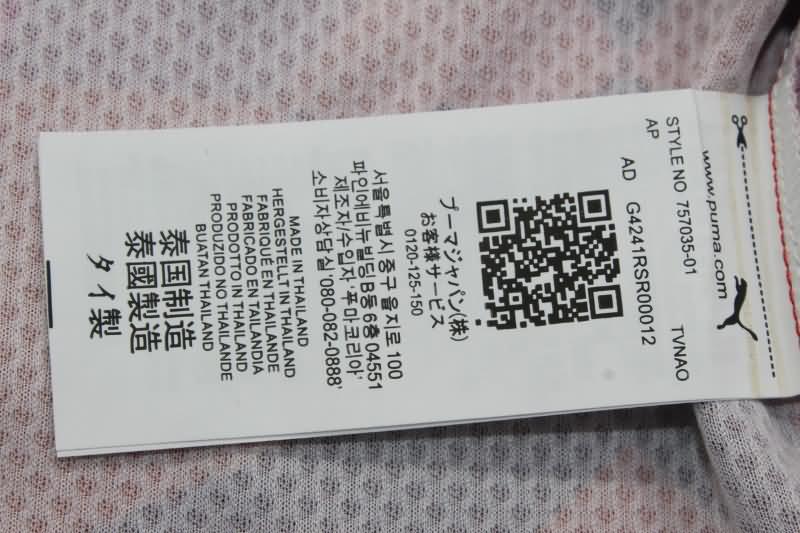 www.puma.com
STYLE NO 757035-01 TVNAO
AP
AD G4241RSR00012
プーマジャパン(株)
お客様サービス
0120-125-150
서울특별시 중구 을지로 100
파인에비뉴빌딩 B동 6층 04551
제조자/수입자'푸마코리아'
소비자상담실'080-082-0888'
MADE IN THAILAND
HERGESTELLT IN THAILAND
FABRIQUÉ EN THAÏLANDE
FABRICADO EN TAILANDIA
PRODOTTO IN THAILAND
PRODUZIDO NO THAILANDE
BUATAN THAILAND
泰国制造
泰國製造
タイ製